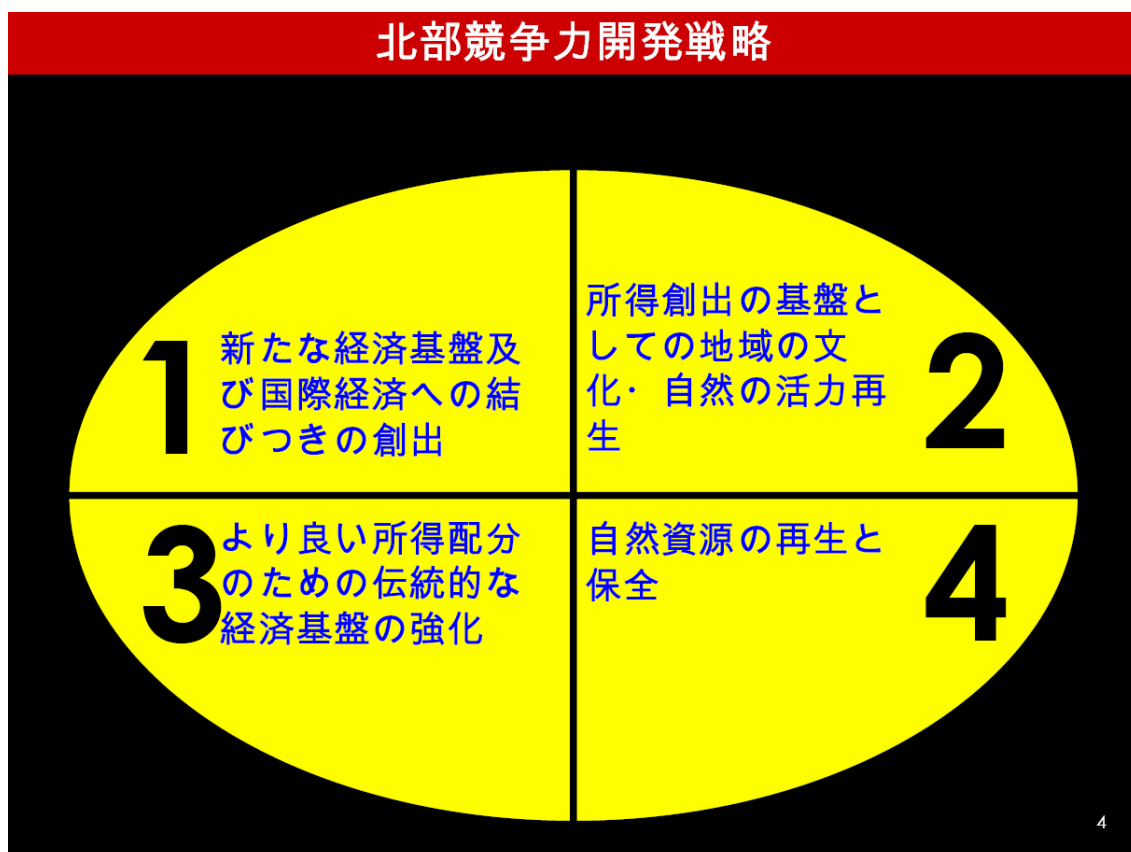 北部競争力開発戦略
1
新たな経済基盤及
び国際経済への結
びつきの創出
所得創出の基盤と
しての地域の文
化・自然の活力再
生
2
3
より良い所得配分
のための伝統的な
経済基盤の強化
自然資源の再生と
保全
4
4